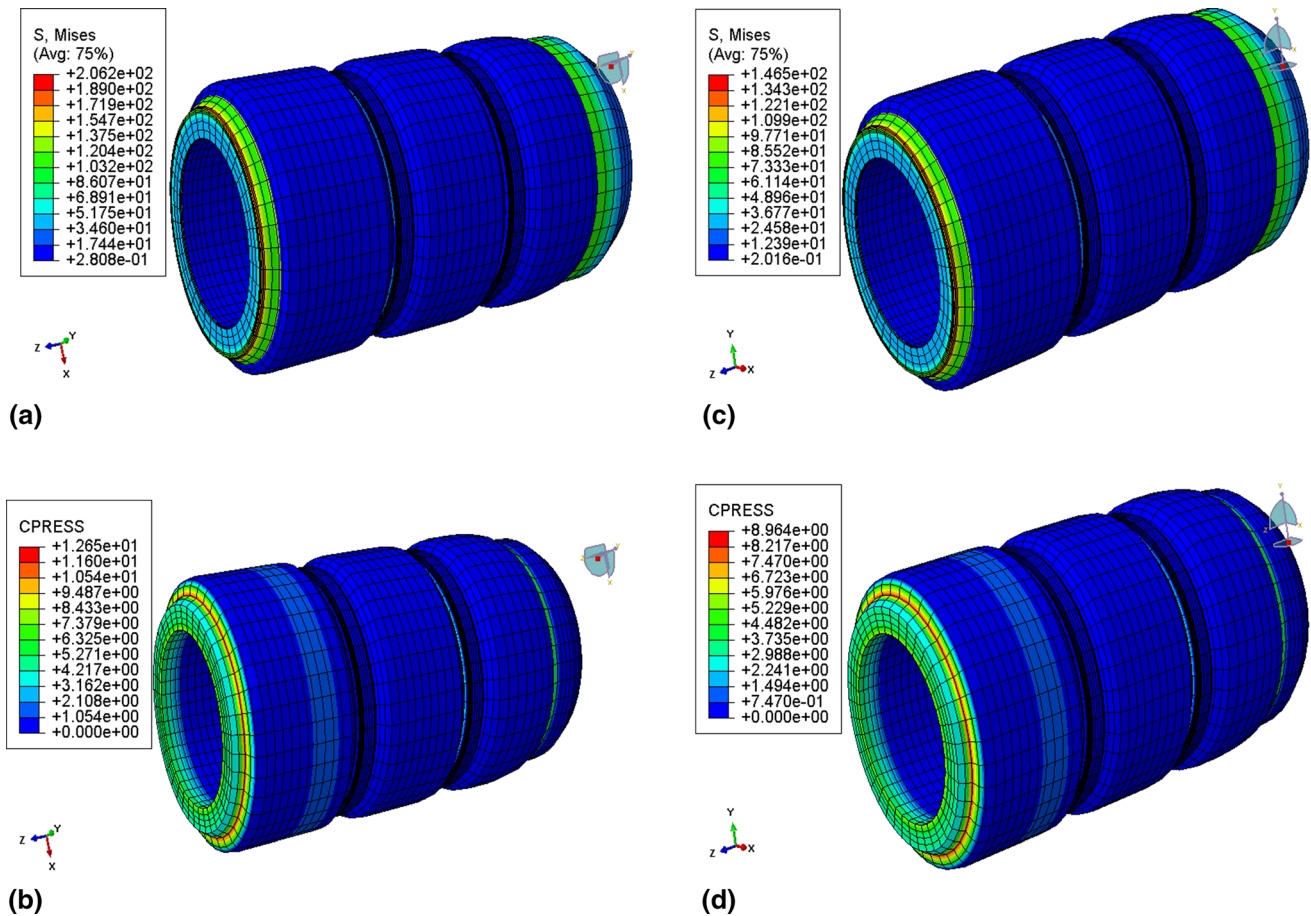 S, Mises
(Avg: 75%)
+2.062e+02
+1.890e+02
+1.719e+02
+1.547e+02
+1.375e+02
+1.204e+02
+1.032e+02
+8.607e+01
+6.891e+01
+5.175e+01
+3.460e+01
+1.744e+01
+2.808e-01
Y
X
Z
Y
X
(a)
S, Mises
(Avg: 75%)
+1.465e+02
+1.343e+02
+1.221e+02
+1.099e+02
+9.771e+01
+8.552e+01
+7.333e+01
+6.114e+01
+4.896e+01
+3.677e+01
+2.458e+01
+1.239e+01
+2.016e-01
Y
Z
X
Y
Z
X
(c)
CPRESS
+1.265e+01
+1.160e+01
+1.054e+01
+9.487e+00
+8.433e+00
+7.379e+00
+6.325e+00
+5.271e+00
+4.217e+00
+3.162e+00
+2.108e+00
+1.054e+00
+0.000e+00
Z
Y
X
Z
Y
X
(b)
CPRESS
+8.964e+00
+8.217e+00
+7.470e+00
+6.723e+00
+5.976e+00
+5.229e+00
+4.482e+00
+3.735e+00
+2.988e+00
+2.241e+00
+1.494e+00
+7.470e-01
+0.000e+00
Y
Z
X
Y
Z
X
(d)